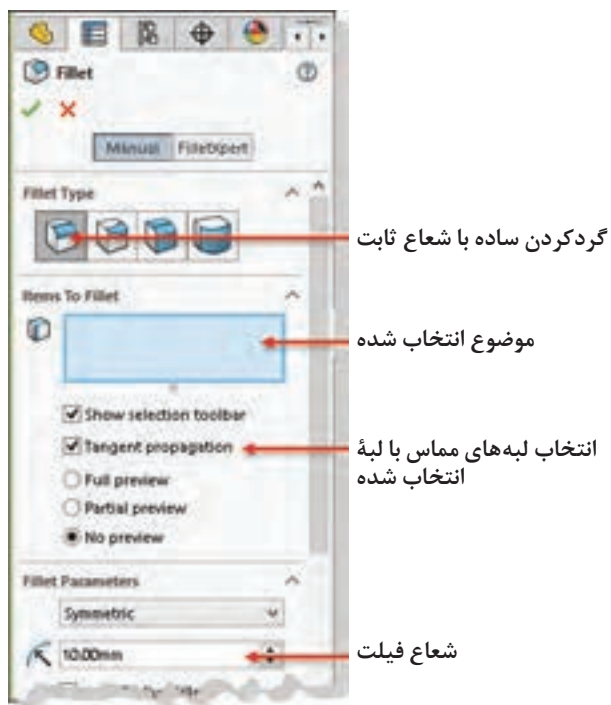 Fillet
Manual FilletXpert
Fillet Type
گردکردن ساده با شعاع ثابت
Items To Fillet
موضوع انتخاب شده
Show selection toolbar
Tangent propagation
انتخاب لبه‌های مماس با لبهٔ
انتخاب شده
Full preview
Partial preview
No preview
Fillet Parameters
Symmetric
10.00mm
شعاع فیلت